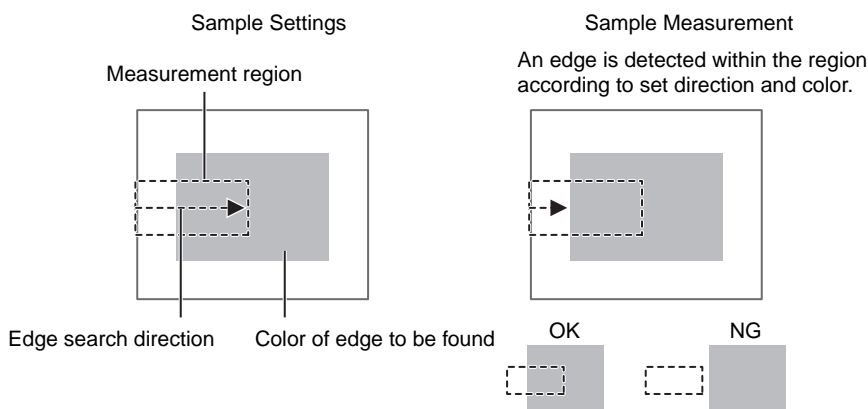 Sample Settings
Measurement region
Edge search direction
Color of edge to be found
Sample Measurement
An edge is detected within the region
according to set direction and color.
OK
NG